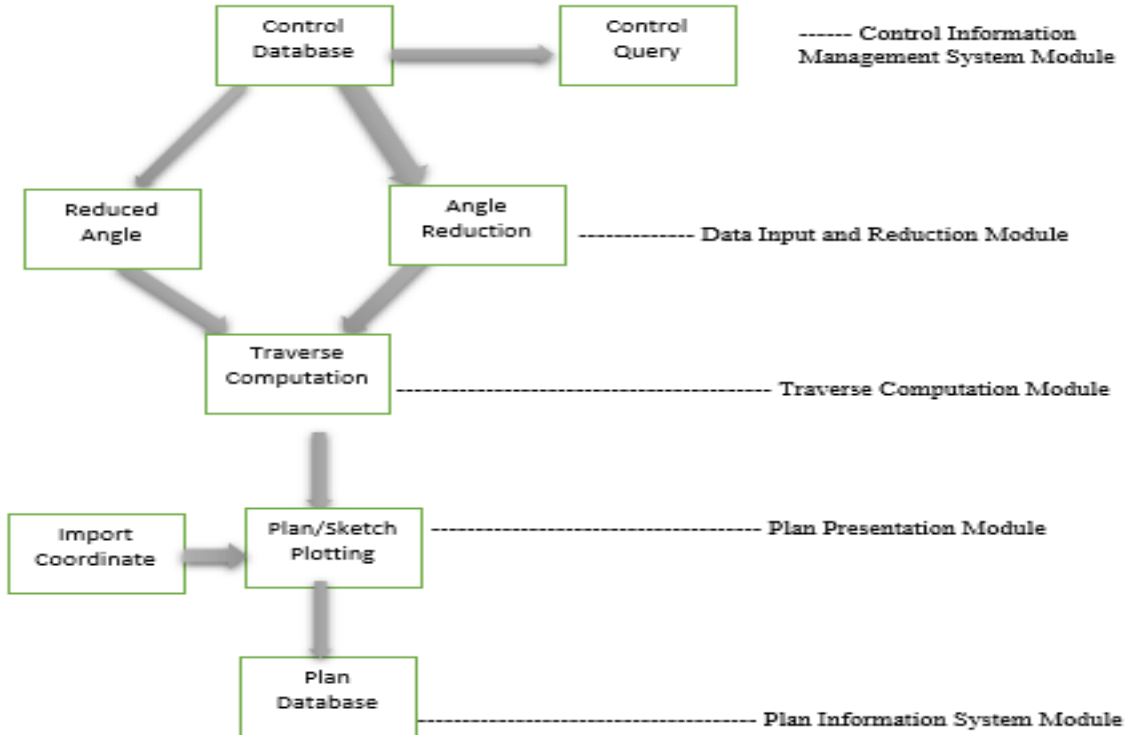 Control
Database
Control
Query
------ Control Information
Management System Module
Reduced
Angle
Angle
Reduction
------------- Data Input and Reduction Module
Traverse
Computation
------------------------------------------ Traverse Computation Module
Import
Coordinate
Plan/Sketch
Plotting
------------------------------------- Plan Presentation Module
Plan
Database
-------------------------------------- Plan Information System Module